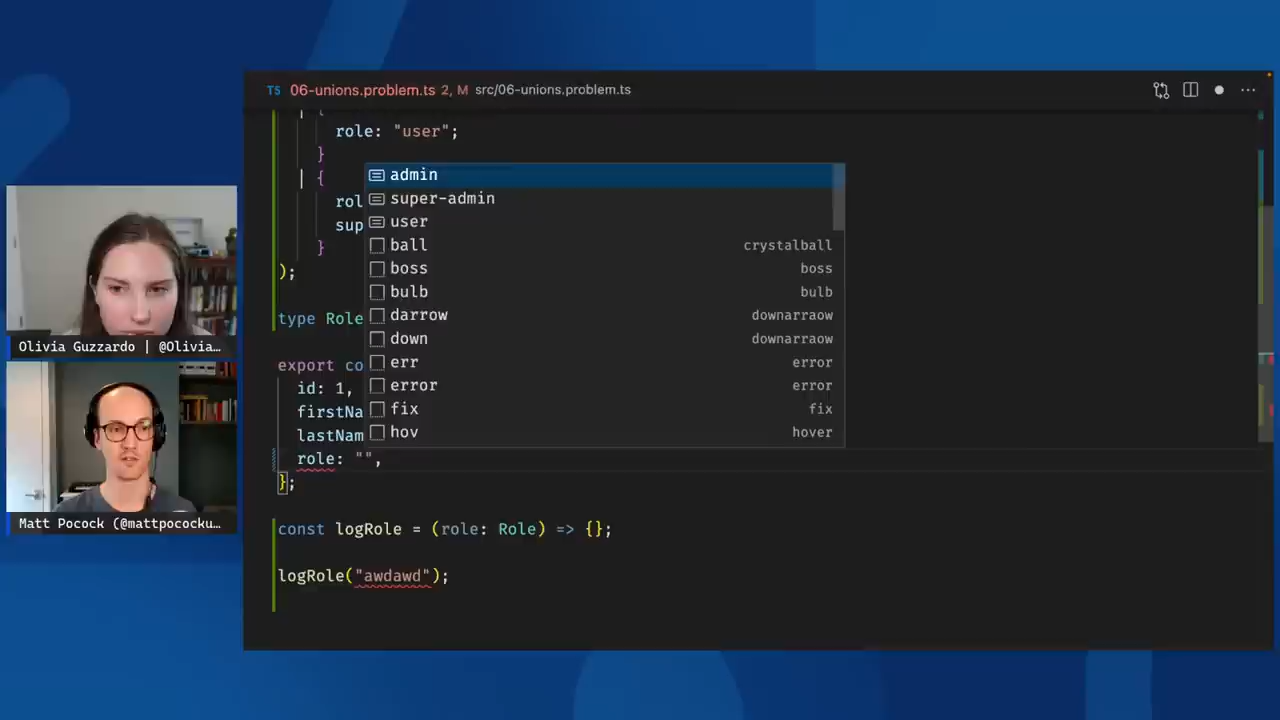 TS 06-unions.problem.ts 2, M src/06-unions.problem.ts
| {
role: "user";
}
| {
rol
sup
}
);
type Role
export co
id: 1,
firstNa
lastNam
role: "",
};
const logRole = (role: Role) => {};
logRole("awdawd");
admin
super-admin
user
ball crystalball
boss boss
bulb bulb
darrow downarraow
down downarraow
err error
error error
fix fix
hov hover
Olivia Guzzardo | @Olivia…
Matt Pocock (@mattpocockku…